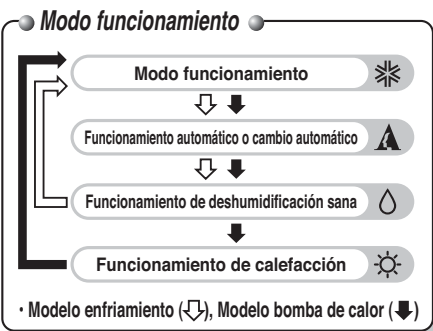 Modo funcionamiento
Modo funcionamiento
Funcionamiento automático o cambio automático
Funcionamiento de deshumidificación sana
Funcionamiento de calefacción
· Modelo enfriamiento (⇩), Modelo bomba de calor (⬇)